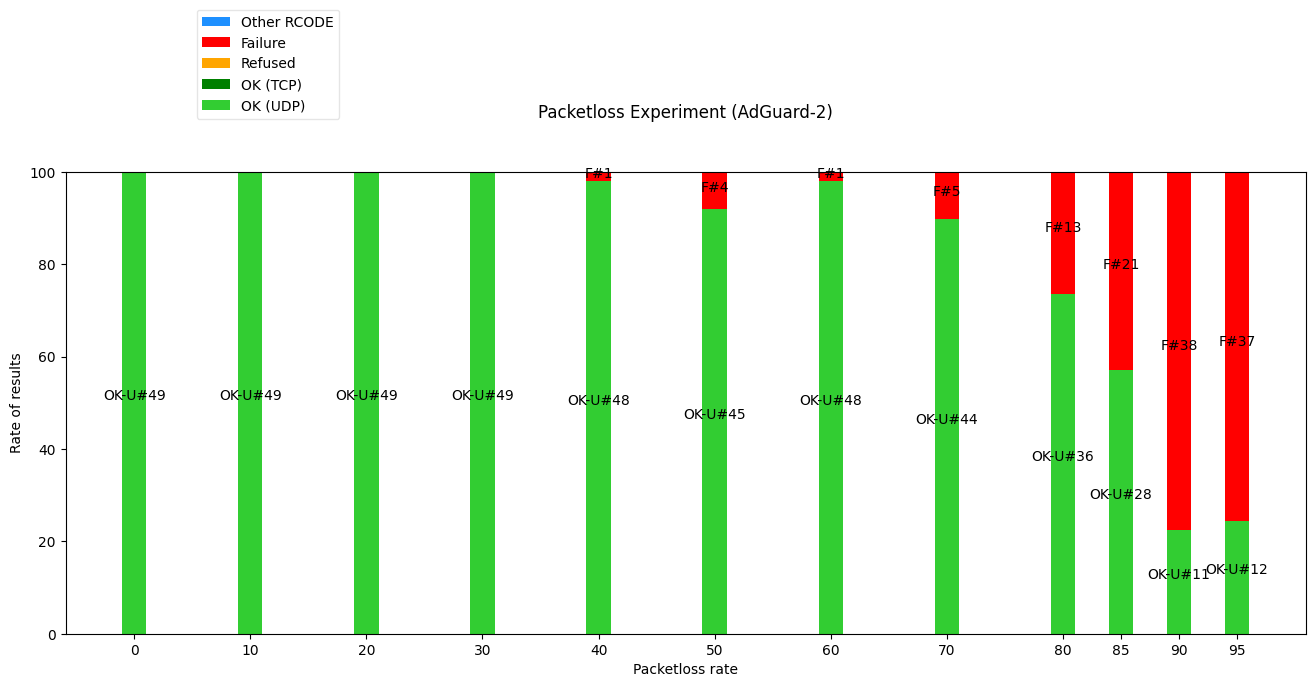 Other RCODE
Failure
Refused
OK (TCP)
OK (UDP)
Packetloss Experiment (AdGuard-2)
Rate of results
100
80
60
40
20
0
F#1
F#4
F#1
F#5
F#13
F#21
F#38
F#37
OK-U#49
OK-U#49
OK-U#49
OK-U#49
OK-U#48
OK-U#45
OK-U#48
OK-U#44
OK-U#36
OK-U#28
OK-U#11
OK-U#12
0 10 20 30 40 50 60 70 80 85 90 95
Packetloss rate